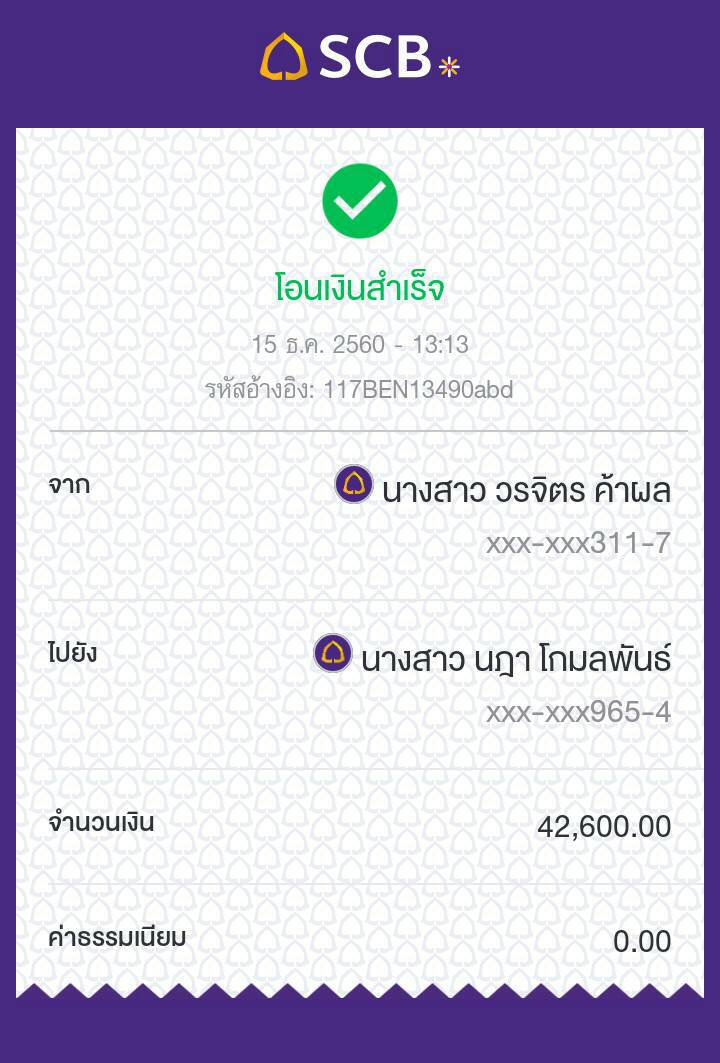 SCB
โอนเงินสำเร็จ
15 ธ.ค. 2560 - 13:13
รหัสอ้างอิง: 117BEN13490abd
จาก
นางสาว วรจิตร ค้าผล
xxx-xxx311-7
ไปยัง
นางสาว นฎา โกมลพันธ์
xxx-xxx965-4
จำนวนเงิน
42,600.00
ค่าธรรมเนียม
0.00